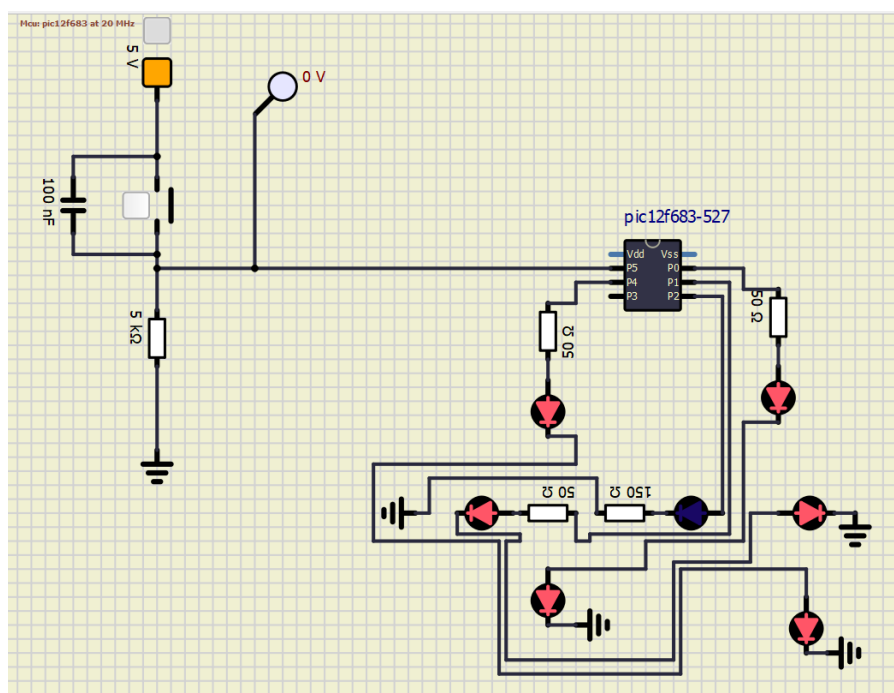 Mcu: pic12f683 at 20 MHz
5 V
0 V
100 nF
pic12f683-527
Vdd Vss
P5 P0
P4 P1
P3 P2
50 Ω
5 kΩ
50 Ω
50 Ω
150 Ω